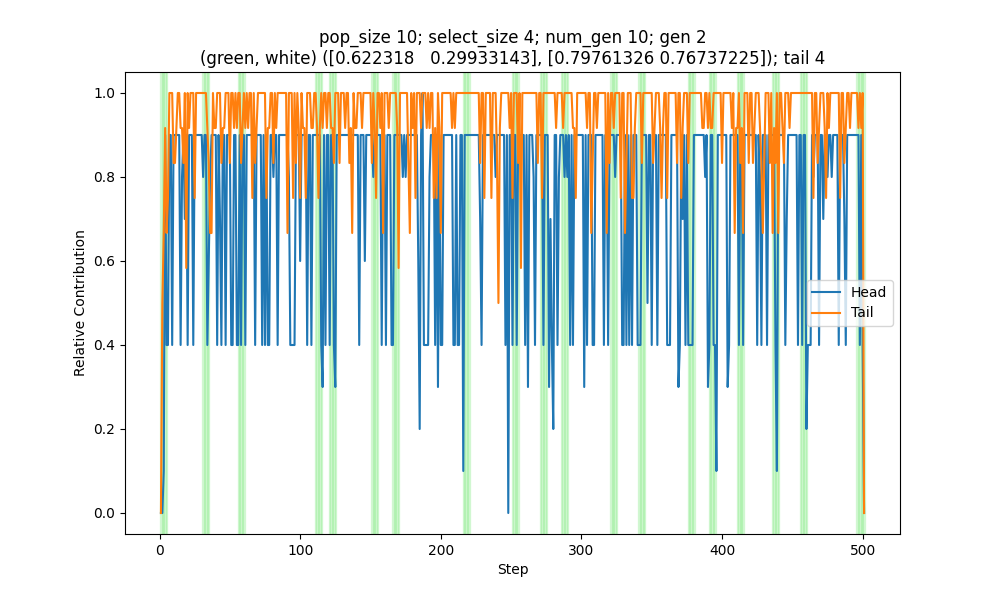 pop_size 10; select_size 4; num_gen 10; gen 2
(green, white) ([0.622318   0.29933143], [0.79761326 0.76737225]); tail 4
1.0
0.8
0.6
0.4
0.2
0.0
Relative Contribution
Head
Tail
0
100
200
300
400
500
Step